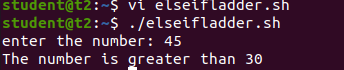 student@t2:~$ vi elseifladder.sh
student@t2:~$ ./elseifladder.sh
enter the number: 45
The number is greater than 30